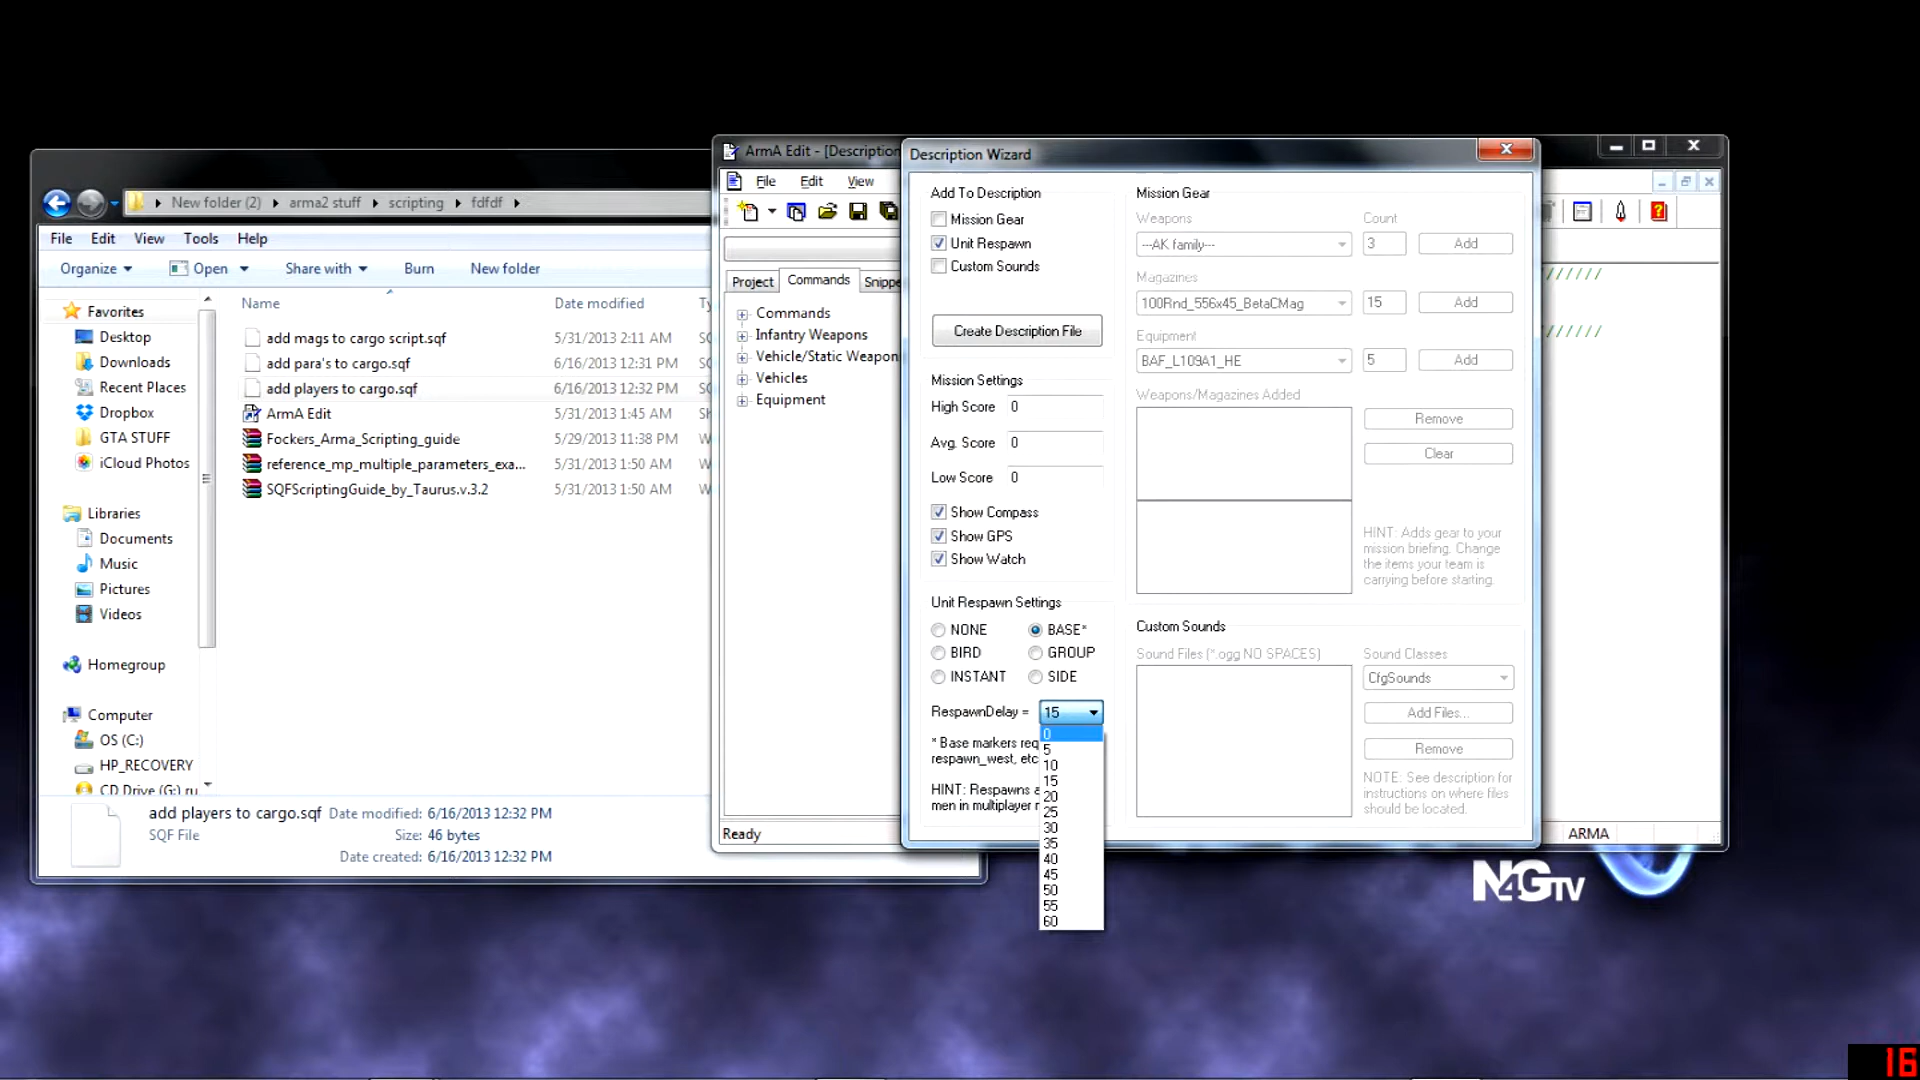 New folder (2) arma2 stuff scripting fdfdf
File Edit View Tools Help
Organize Open Share with Burn New folder
Name Date modified
Favorites
Desktop
Downloads
Recent Places
Dropbox
GTA STUFF
iCloud Photos
Libraries
Documents
Music
Pictures
Videos
Homegroup
Computer
OS (C:)
HP_RECOVERY
CD Drive (G:) ru
add mags to cargo script.sqf 5/31/2013 2:11 AM
add para's to cargo.sqf 6/16/2013 12:31 PM
add players to cargo.sqf 6/16/2013 12:32 PM
ArmA Edit 5/31/2013 1:45 AM
Fockers_Arma_Scripting_guide 5/29/2013 11:38 PM
reference_mp_multiple_parameters_exa... 5/31/2013 1:50 AM
SQFScriptingGuide_by_Taurus.v.3.2 5/31/2013 1:50 AM
add players to cargo.sqf Date modified: 6/16/2013 12:32 PM
SQF File Size: 46 bytes
Date created: 6/16/2013 12:32 PM
ArmA Edit - [Description
File Edit View
Project Commands Snippe
Commands
Infantry Weapons
Vehicle/Static Weapon
Vehicles
Equipment
Ready
//////
//////
ARMA
Description Wizard
Add To Description
Mission Gear
Unit Respawn
Custom Sounds
Create Description File
Mission Settings
High Score 0
Avg. Score 0
Low Score 0
Show Compass
Show GPS
Show Watch
Unit Respawn Settings
NONE BASE*
BIRD GROUP
INSTANT SIDE
RespawnDelay = 15
* Base markers req
respawn_west, etc
HINT: Respawns a
men in multiplayer
0
5
10
15
20
25
30
35
40
45
50
55
60
Mission Gear
Weapons Count
---AK family--- 3 Add
Magazines
100Rnd_556x45_BetaCMag 15 Add
Equipment
BAF_L109A1_HE 5 Add
Weapons/Magazines Added
Remove
Clear
HINT: Adds gear to your
mission briefing. Change
the items your team is
carrying before starting.
Custom Sounds
Sound Files (*.ogg NO SPACES) Sound Classes
CfgSounds
Add Files...
Remove
NOTE: See description for
instructions on where files
should be located.
N4GTV
16